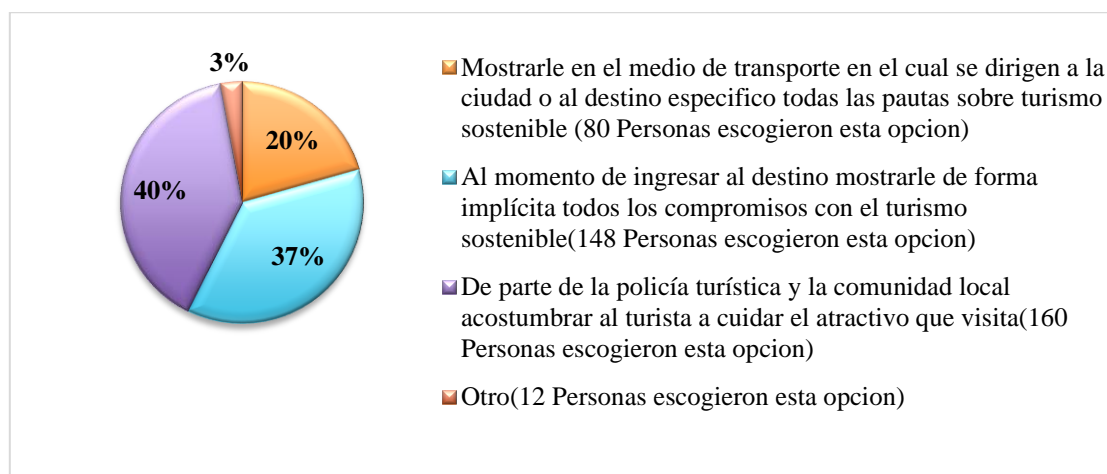 3%
20%
40%
37%
Mostrarle en el medio de transporte en el cual se dirigen a la
ciudad o al destino especifico todas las pautas sobre turismo
sostenible (80 Personas escogieron esta opcion)
Al momento de ingresar al destino mostrarle de forma
implícita todos los compromisos con el turismo
sostenible(148 Personas escogieron esta opcion)
De parte de la policía turística y la comunidad local
acostumbrar al turista a cuidar el atractivo que visita(160
Personas escogieron esta opcion)
Otro(12 Personas escogieron esta opcion)